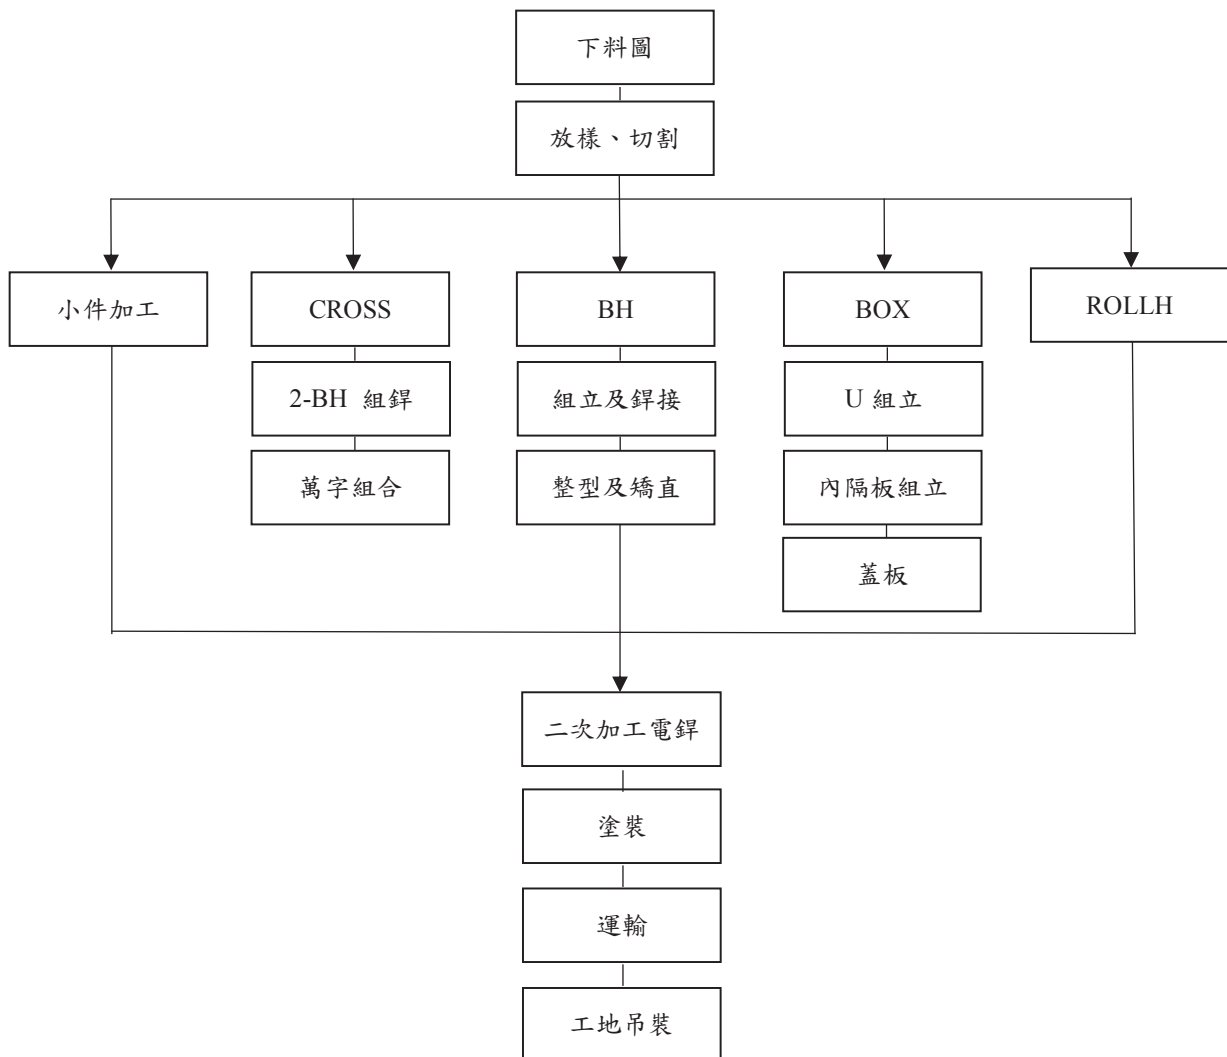 下料圖
放樣、切割
小件加工
CROSS
BH
BOX
ROLLH
2-BH 組銲
組立及銲接
U 組立
萬字組合
整型及矯直
內隔板組立
蓋板
二次加工電銲
塗裝
運輸
工地吊裝